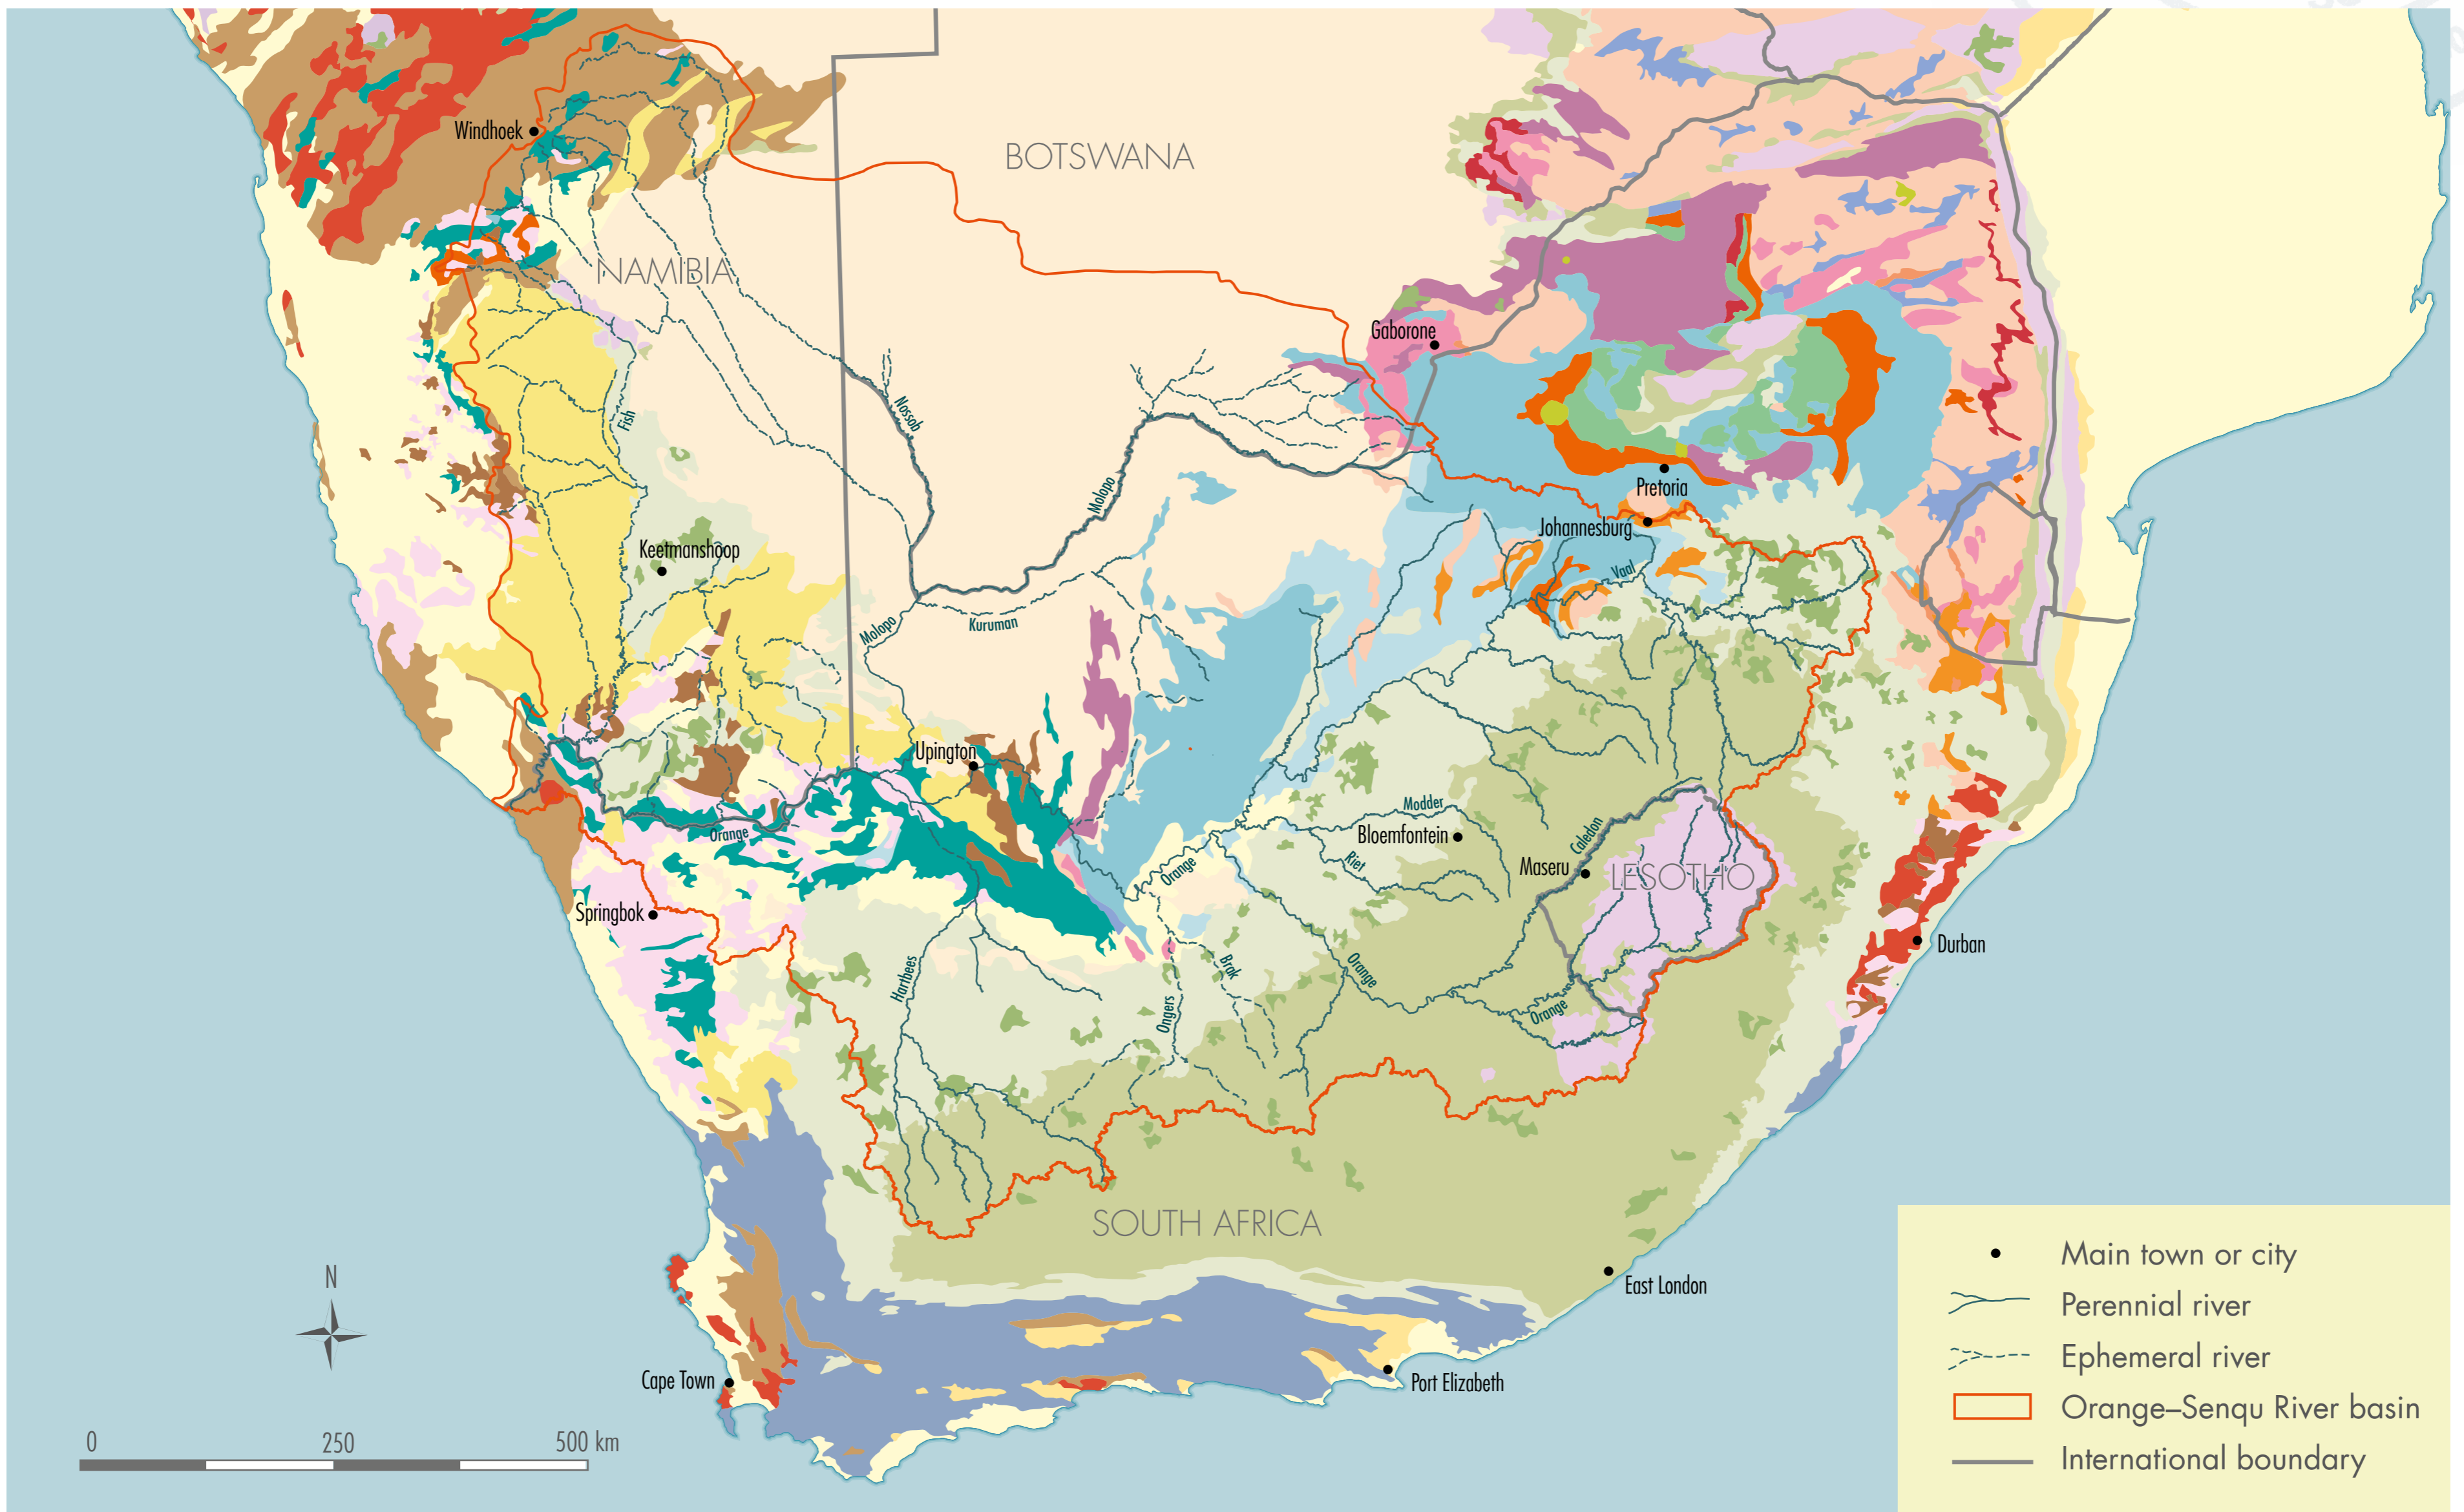 BOTSWANA
Windhoek
NAMIBIA
Gaborone
Nossob
Fish
Molopo
Pretoria
Johannesburg
Keetmanshoop
Vaal
Kuruman
Molopo
Upington
Modder
Orange
Bloemfontein
Caledon
Riet
Maseru
LESOTHO
Orange
Springbok
Durban
Hartbees
Brak
Orange
Ongers
Orange
SOUTH AFRICA
East London
N
Cape Town
Port Elizabeth
0 250 500 km
Main town or city
Perennial river
Ephemeral river
Orange–Senqu River basin
International boundary